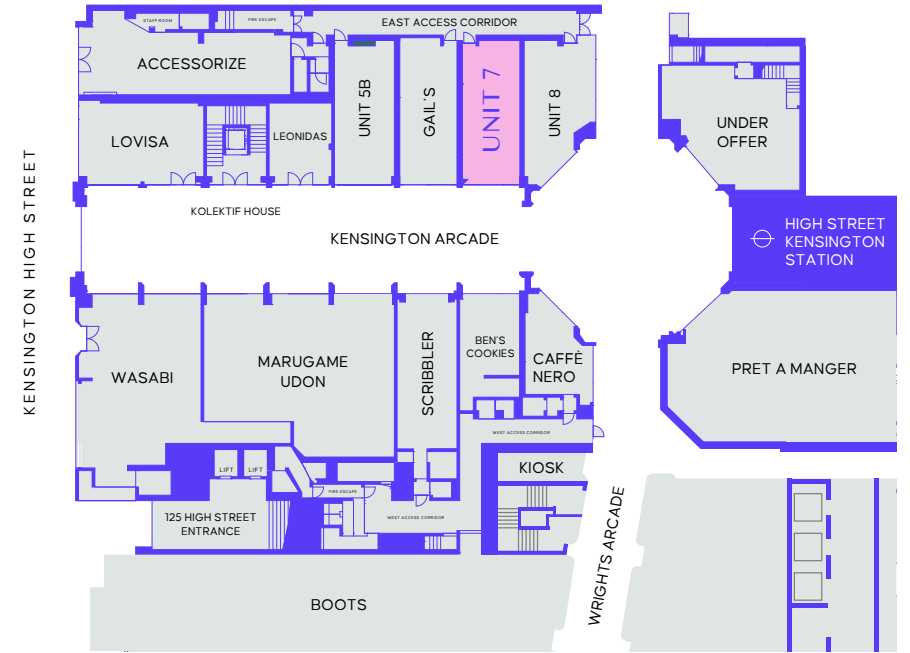 EAST ACCESS CORRIDOR
STAFF ROOM
FIRE ESCAPE
ACCESSORIZE
UNIT 5B
GAIL'S
UNIT 7
UNIT 8
UNDER
OFFER
LOVISA
LEONIDAS
KENSINGTON HIGH STREET
KOLEKTIF HOUSE
KENSINGTON ARCADE
HIGH STREET
KENSINGTON
STATION
WASABI
MARUGAME
UDON
SCRIBBLER
BEN'S
COOKIES
CAFFÈ
NERO
PRET A MANGER
WEST ACCESS CORRIDOR
LIFT
LIFT
KIOSK
FIRE ESCAPE
WEST ACCESS CORRIDOR
125 HIGH STREET
ENTRANCE
WRIGHTS ARCADE
BOOTS